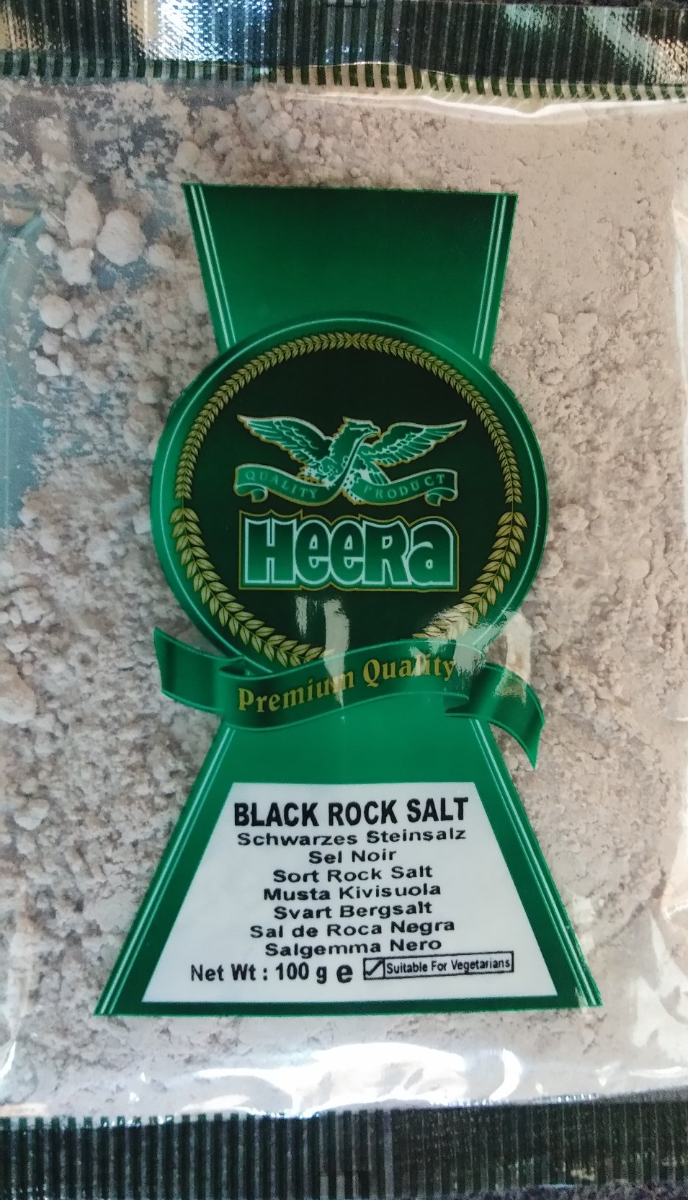 QUALITY PRODUCT
HeeRa
Premium Quality
BLACK ROCK SALT
Schwarzes Steinsalz
Sel Noir
Sort Rock Salt
Musta Kivisuola
Svart Bergsalt
Sal de Roca Negra
Salgemma Nero
Net Wt : 100 g e Suitable For Vegetarians